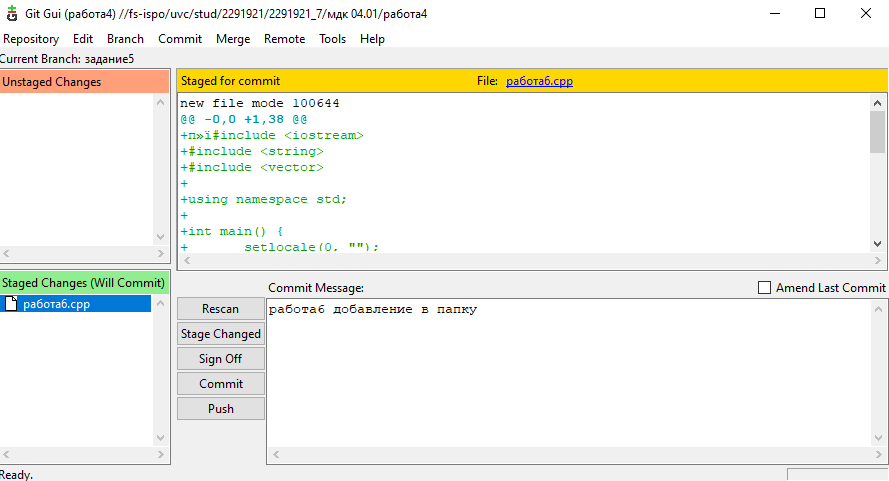 Git Gui (работа4) //fs-ispo/uvc/stud/2291921/2291921_7/мдк 04.01/работа4
Repository Edit Branch Commit Merge Remote Tools Help
Current Branch: задание5
Unstaged Changes
Staged for commit File: работа6.cpp
new file mode 100644
@@ -0,0 +1,38 @@
+п»ї#include <iostream>
+#include <string>
+#include <vector>
+
+using namespace std;
+
+int main() {
+ setlocale(0, "");
Staged Changes (Will Commit)
работа6.cpp
Commit Message: Amend Last Commit
Rescan
Stage Changed
Sign Off
Commit
Push
работа6 добавление в папку
Ready.